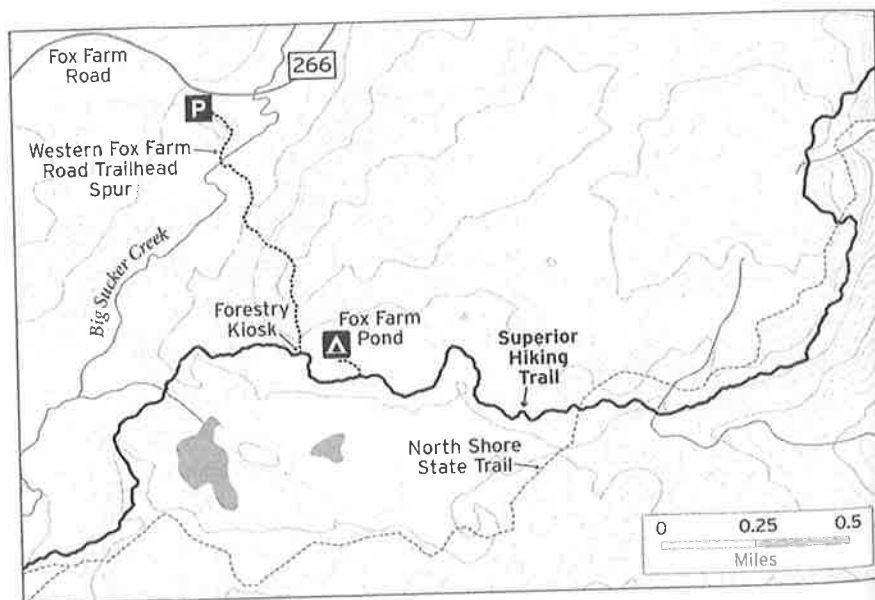 Fox Farm
Road
266
P
Western Fox Farm
Road Trailhead
Spur
Big Sucker Creek
Forestry
Kiosk
Fox Farm
Pond
Superior
Hiking
Trail
North Shore
State Trail
0 0.25 0.5
Miles